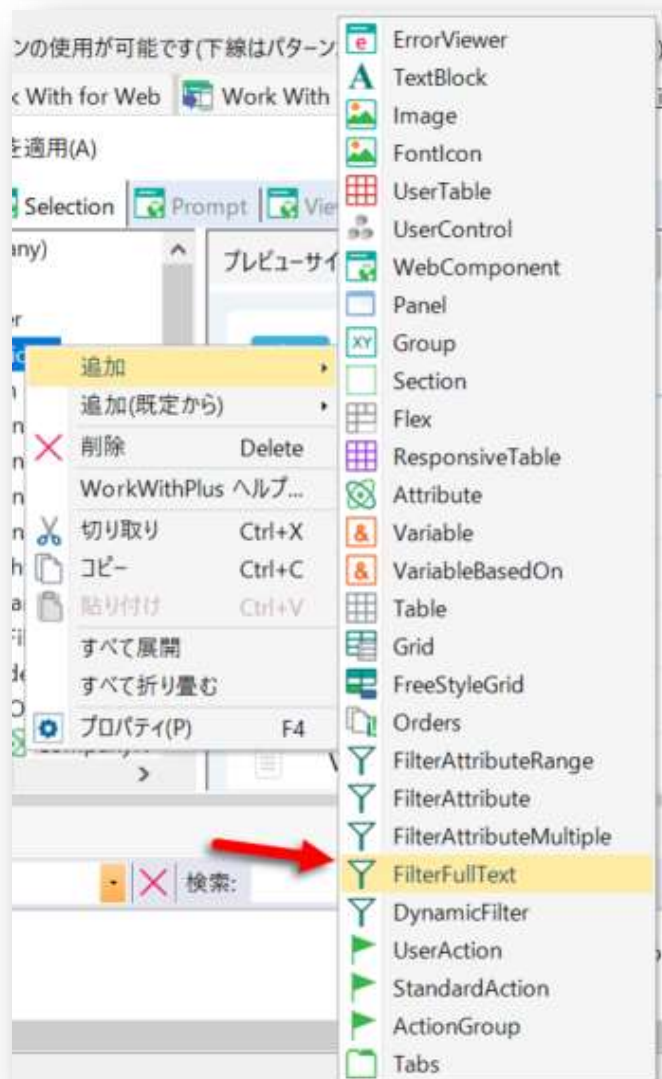 ンの使用が可能です(下線はパターン
With for Web
Work With
を適用(A)
Selection
Prompt
プレビューサイ
追加
追加(既定から)
削除 Delete
WorkWithPlus ヘルプ...
切り取り Ctrl+X
コピー Ctrl+C
貼り付け Ctrl+V
すべて展開
すべて折り畳む
プロパティ(P) F4
検索:
ErrorViewer
TextBlock
Image
FontIcon
UserTable
UserControl
WebComponent
Panel
Group
Section
Flex
ResponsiveTable
Attribute
Variable
VariableBasedOn
Table
Grid
FreeStyleGrid
Orders
FilterAttributeRange
FilterAttribute
FilterAttributeMultiple
FilterFullText
DynamicFilter
UserAction
StandardAction
ActionGroup
Tabs